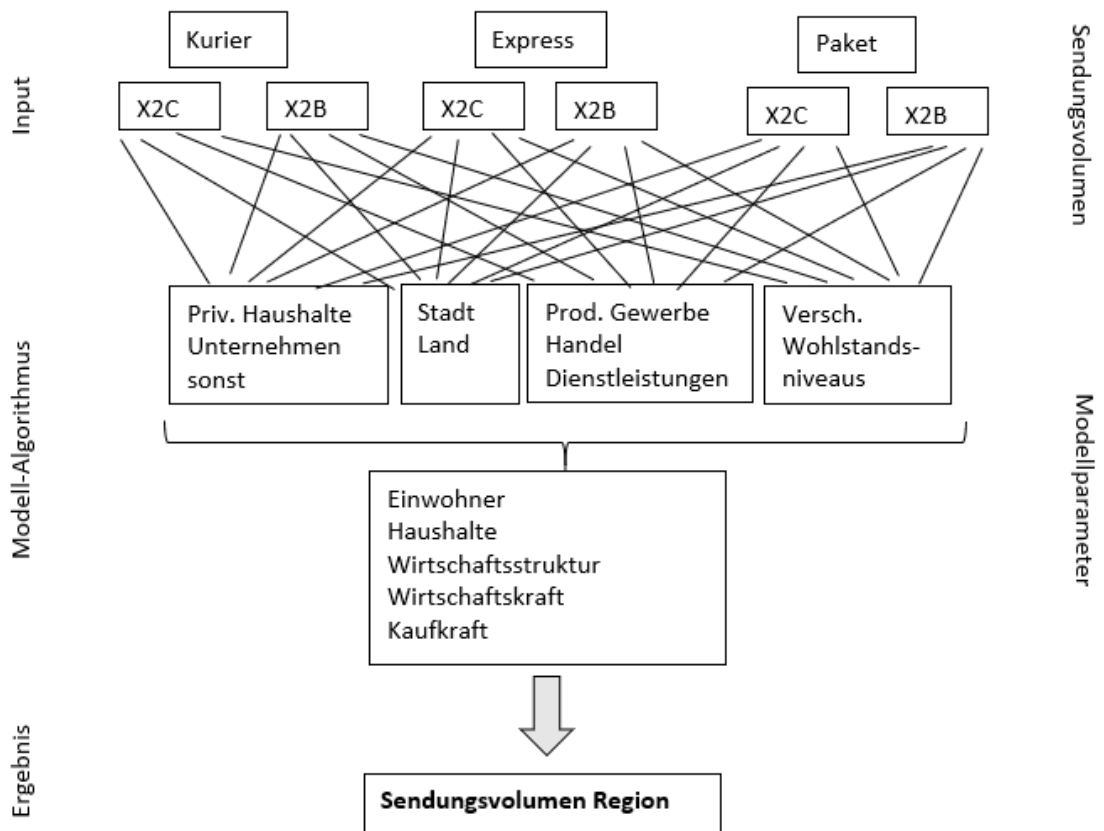 Kurier
Express
Paket
Input
Sendungsvolumen
X2C
X2B
X2C
X2B
X2C
X2B
Modell-Algorithmus
Modellparameter
Priv. Haushalte
Unternehmen
sonst
Stadt
Land
Prod. Gewerbe
Handel
Dienstleistungen
Versch.
Wohlstands-
niveaus
Einwohner
Haushalte
Wirtschaftsstruktur
Wirtschaftskraft
Kaufkraft
Ergebnis
Sendungsvolumen Region